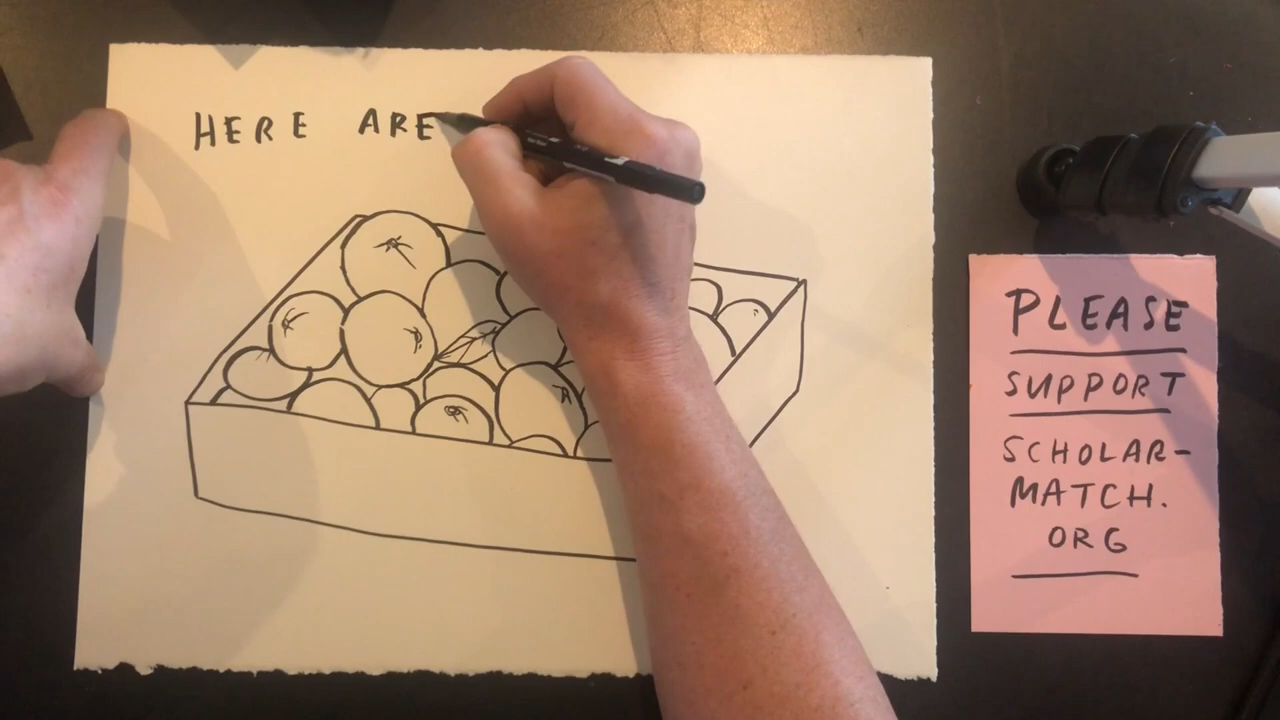 HERE ARE
PLEASE
SUPPORT
SCHOLAR-
MATCH.
ORG